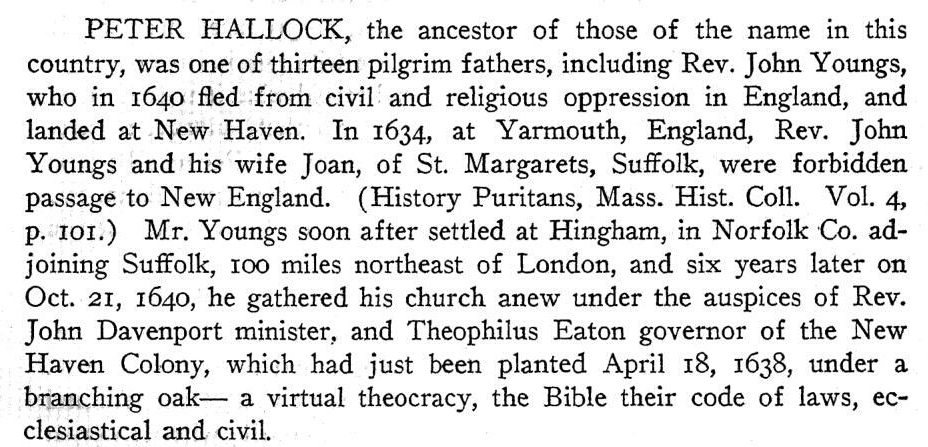 PETER HALLOCK, the ancestor of those of the name in this
country, was one of thirteen pilgrim fathers, including Rev. John Youngs,
who in 1640 fled from civil and religious oppression in England, and
landed at New Haven. In 1634, at Yarmouth, England, Rev. John
Youngs and his wife Joan, of St. Margarets, Suffolk, were forbidden
passage to New England. (History Puritans, Mass. Hist. Coll. Vol. 4,
p. 101.) Mr. Youngs soon after settled at Hingham, in Norfolk Co. ad-
joining Suffolk, 100 miles northeast of London, and six years later on
Oct. 21, 1640, he gathered his church anew under the auspices of Rev.
John Davenport minister, and Theophilus Eaton governor of the New
Haven Colony, which had just been planted April 18, 1638, under a
branching oak— a virtual theocracy, the Bible their code of laws, ec-
clesiastical and civil.